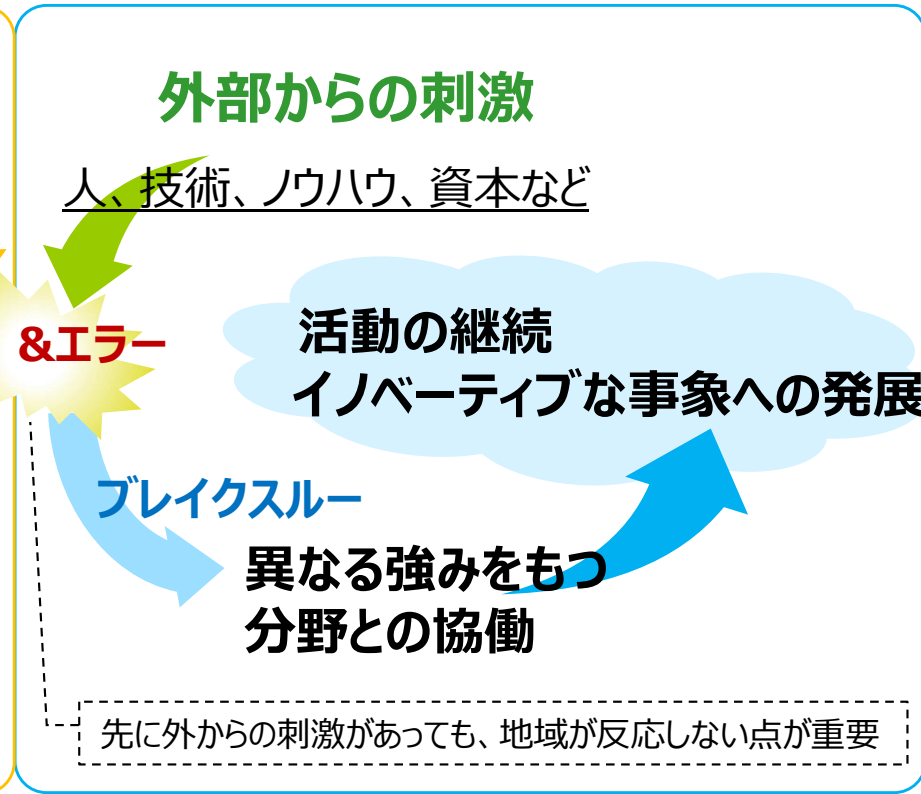 外部からの刺激
人、技術、ノウハウ、資本など
&エラー
活動の継続
イノベーティブな事象への発展
ブレイクスルー
異なる強みをもつ
分野との協働
先に外からの刺激があっても、地域が反応しない点が重要